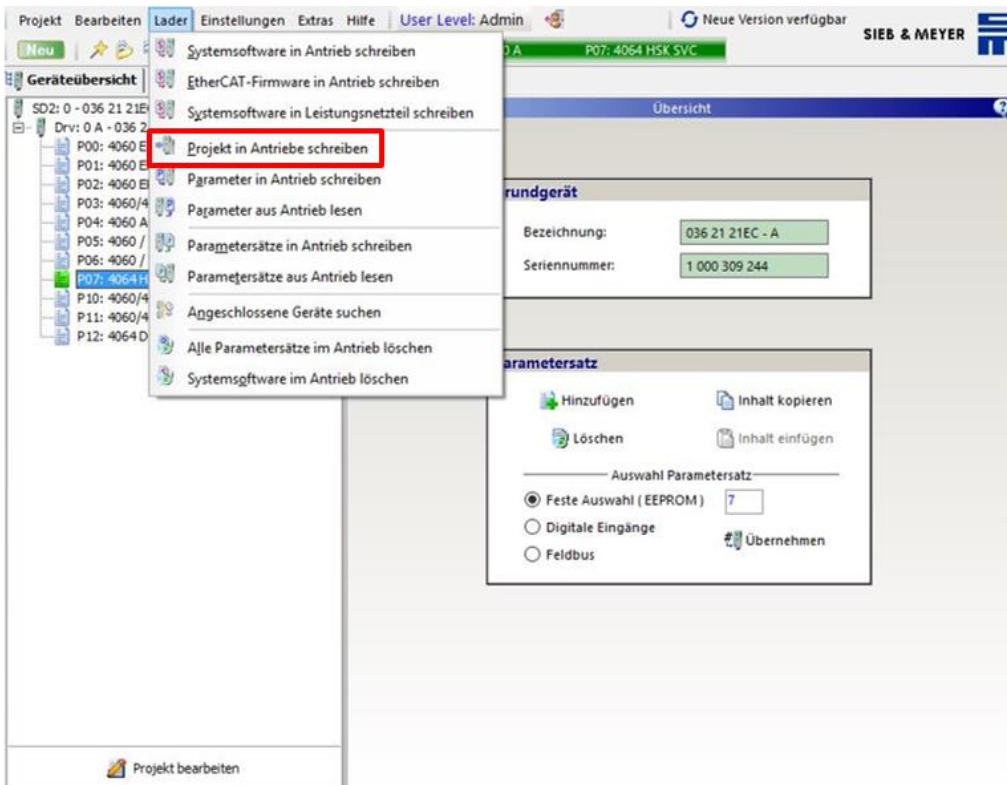 Projekt Bearbeiten Lader Einstellungen Extras Hilfe User Level: Admin Neue Version verfügbar
SIEB & MEYER
Neu
0 A P07: 4064 HSK SVC
Geräteübersicht
Übersicht
SD2: 0 - 036 21 21E
Drv: 0 A - 036 2
P00: 4060 E
P01: 4060 E
P02: 4060 E
P03: 4060/4
P04: 4060 A
P05: 4060 /
P06: 4060 /
P07: 4064 H
P10: 4060/4
P11: 4060/4
P12: 4064 D
Systemsoftware in Antrieb schreiben
EtherCAT-Firmware in Antrieb schreiben
Systemsoftware in Leistungsnetzteil schreiben
Projekt in Antriebe schreiben
Parameter in Antrieb schreiben
Parameter aus Antrieb lesen
Parametersätze in Antrieb schreiben
Parametersätze aus Antrieb lesen
Angeschlossene Geräte suchen
Alle Parametersätze im Antrieb löschen
Systemsoftware im Antrieb löschen
rundgerät
Bezeichnung: 036 21 21EC - A
Seriennummer: 1 000 309 244
arametersatz
Hinzufügen Inhalt kopieren
Löschen Inhalt einfügen
Auswahl Parametersatz
Feste Auswahl ( EEPROM ) 7
Digitale Eingänge
Übernehmen
Feldbus
Projekt bearbeiten